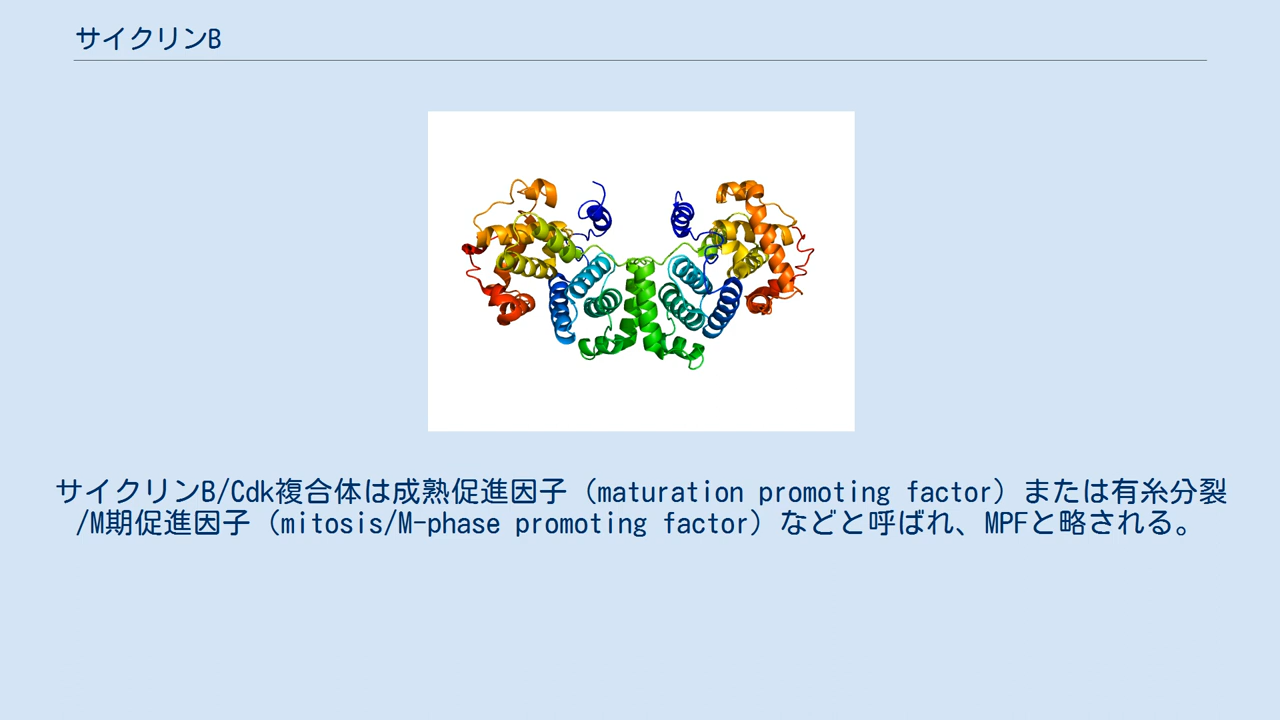 サイクリンB
サイクリンB/Cdk複合体は成熟促進因子（maturation promoting factor）または有糸分裂
/M期促進因子（mitosis/M-phase promoting factor）などと呼ばれ、MPFと略される。